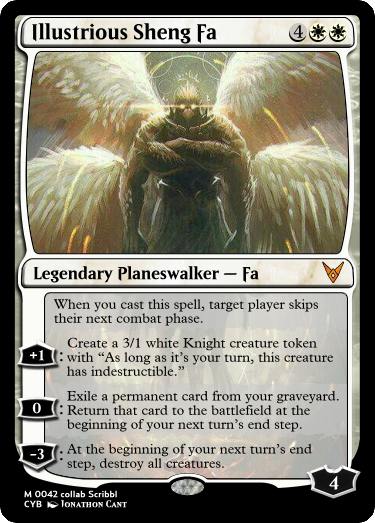 Illustrious Sheng Fa 4
Legendary Planeswalker — Fa
When you cast this spell, target player skips
their next combat phase.
+1: Create a 3/1 white Knight creature token
with “As long as it’s your turn, this creature
has indestructible.”
0: Exile a permanent card from your graveyard.
Return that card to the battlefield at the
beginning of your next turn’s end step.
-3: At the beginning of your next turn’s end
step, destroy all creatures.
4
M 0042 collab Scribbl
CYB Jonathon Cant